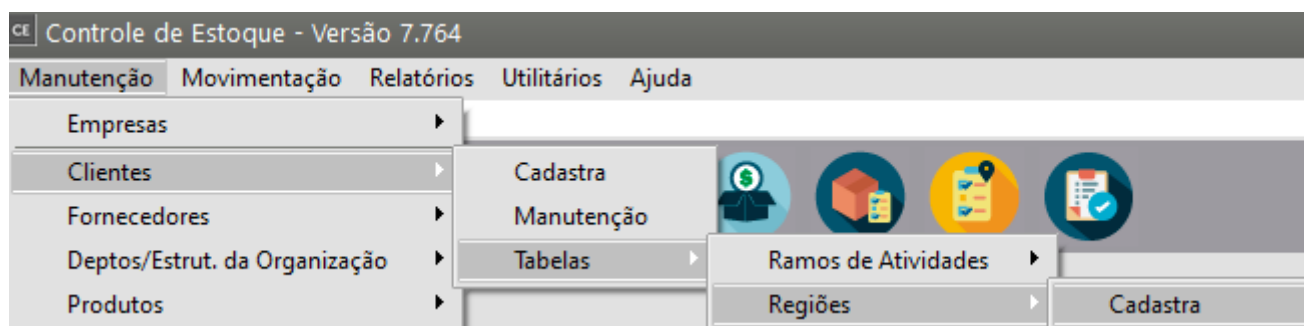 CE Controle de Estoque - Versão 7.764
Manutenção Movimentação Relatórios Utilitários Ajuda
Empresas
Clientes Cadastra
Fornecedores Manutenção
Deptos/Estrut. da Organização Tabelas Ramos de Atividades
Produtos Regiões Cadastra